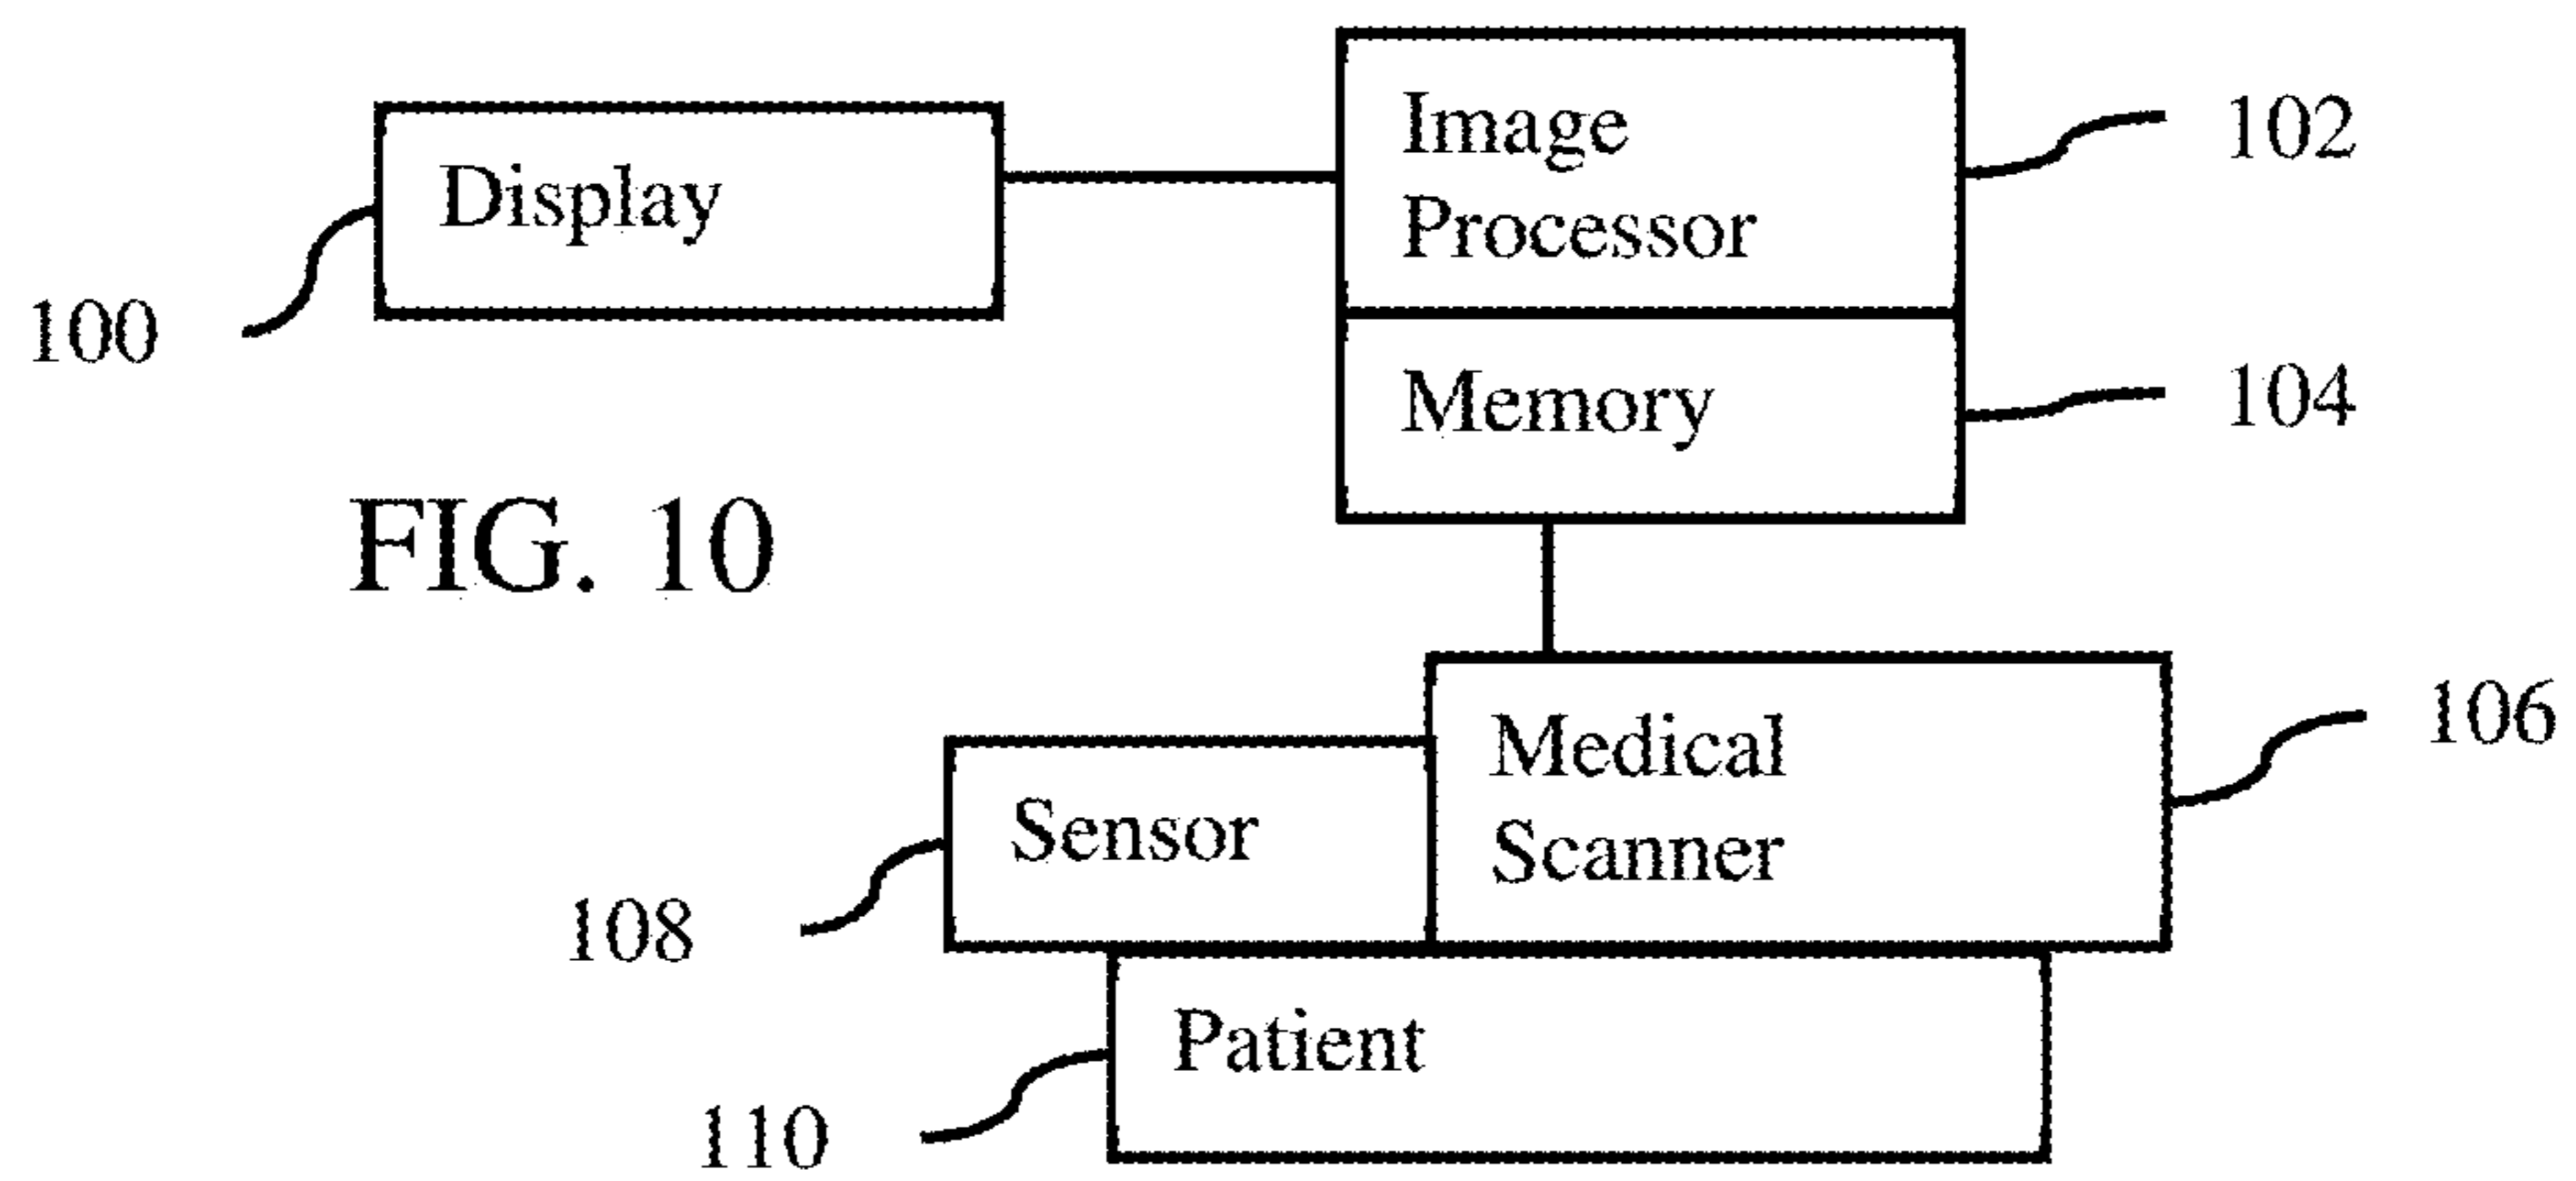 Image
Processor
102
Display
100
Memory
104
FIG. 10
Medical
Scanner
106
Sensor
108
Patient
110